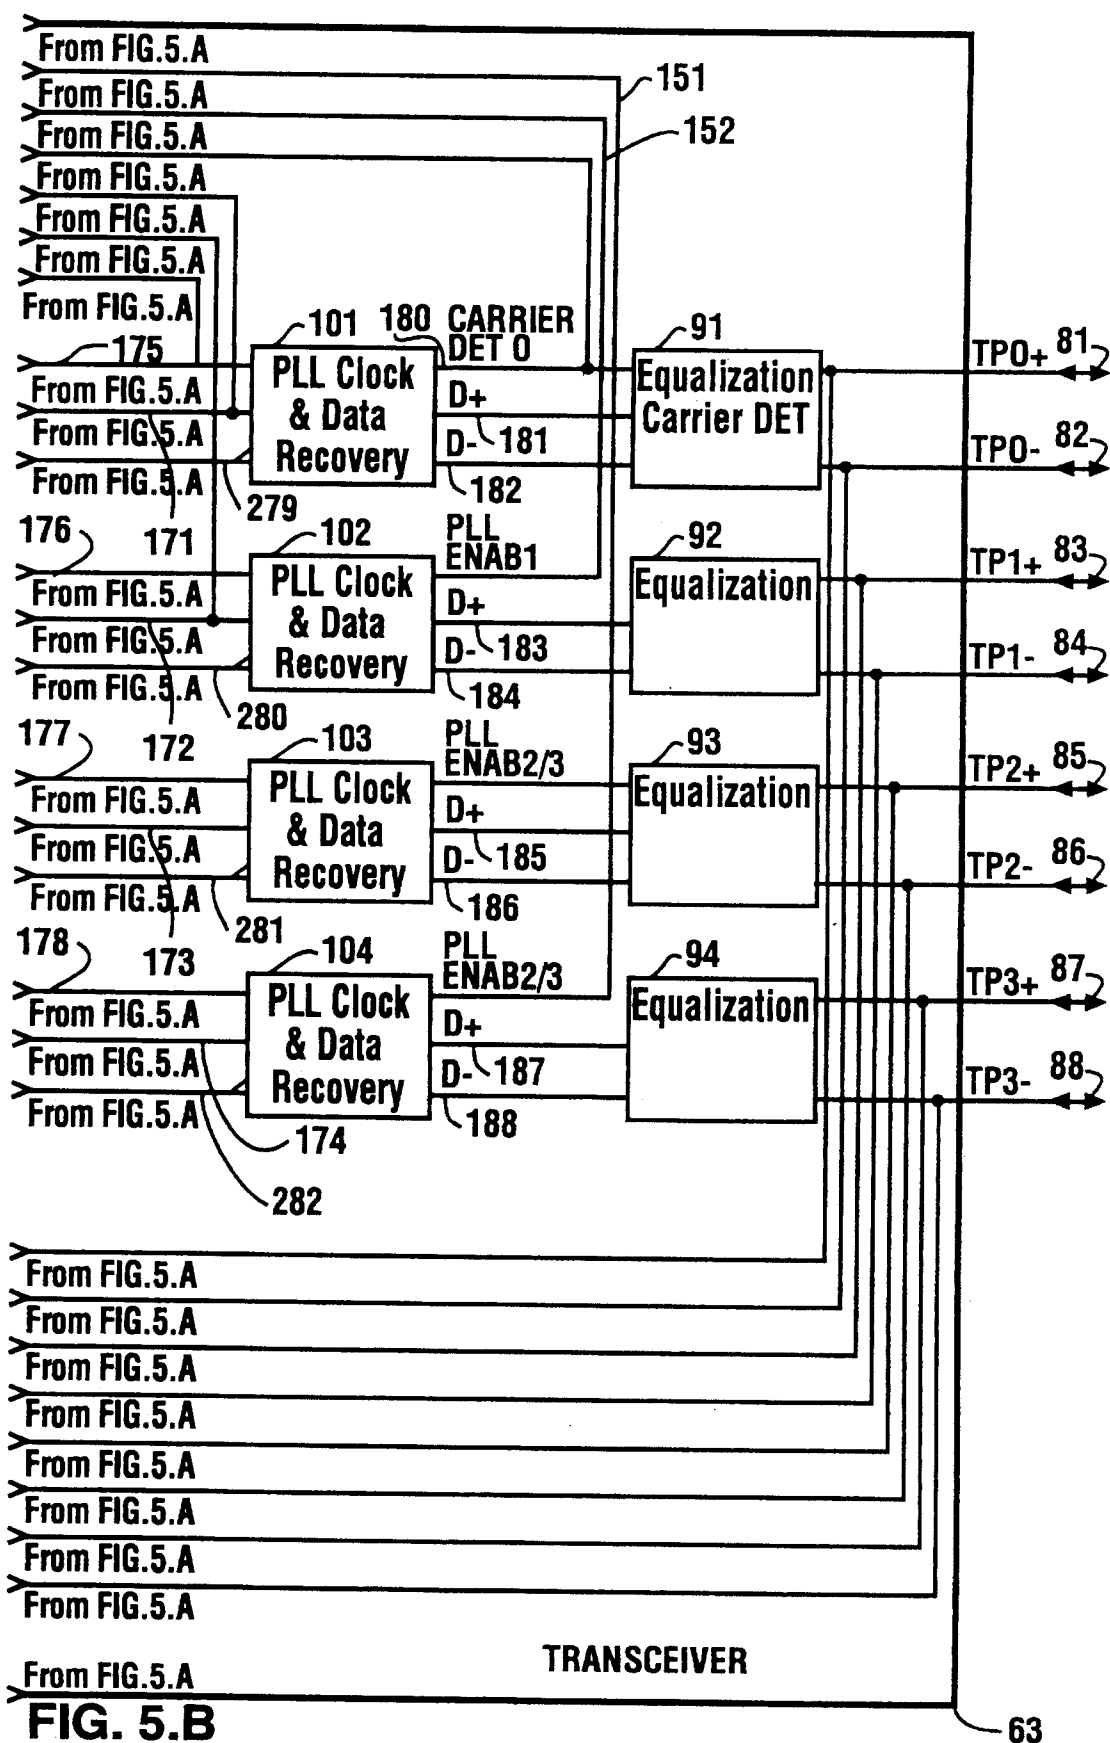 From FIG.5.A
151
From FIG.5.A
152
From FIG.5.A
From FIG.5.A
From FIG.5.A
From FIG.5.A
From FIG.5.A
101
180
CARRIER
DET 0
91
175
PLL Clock
& Data
Recovery
Equalization
Carrier DET
TP0+
81
From FIG.5.A
D+
181
From FIG.5.A
D-
182
TP0-
82
From FIG.5.A
279
171
176
102
PLL
ENAB1
92
PLL Clock
& Data
Recovery
Equalization
TP1+
83
From FIG.5.A
D+
183
From FIG.5.A
D-
184
TP1-
84
From FIG.5.A
280
172
177
103
PLL
ENAB2/3
93
PLL Clock
& Data
Recovery
Equalization
TP2+
85
From FIG.5.A
D+
185
From FIG.5.A
D-
186
TP2-
86
From FIG.5.A
281
173
178
104
PLL
ENAB2/3
94
PLL Clock
& Data
Recovery
Equalization
TP3+
87
From FIG.5.A
D+
187
From FIG.5.A
D-
188
TP3-
88
From FIG.5.A
174
282
From FIG.5.A
From FIG.5.A
From FIG.5.A
From FIG.5.A
From FIG.5.A
From FIG.5.A
From FIG.5.A
From FIG.5.A
TRANSCEIVER
From FIG.5.A
FIG. 5.B
63